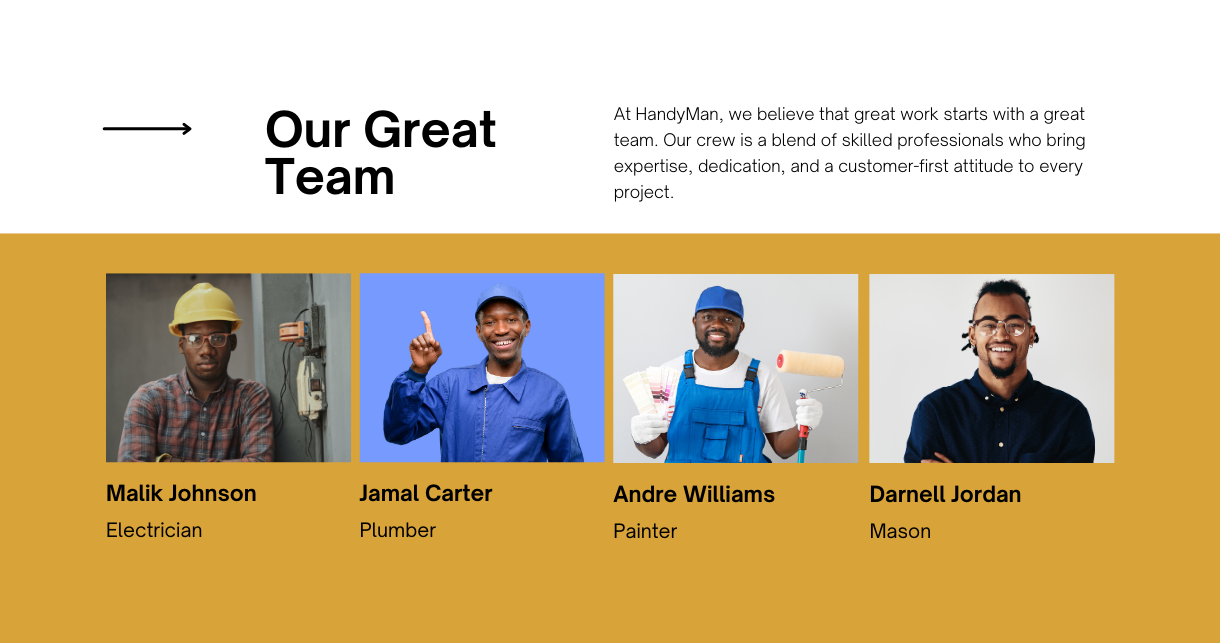 Our Great
Team
At HandyMan, we believe that great work starts with a great
team. Our crew is a blend of skilled professionals who bring
expertise, dedication, and a customer-first attitude to every
project.
Malik Johnson
Electrician
Jamal Carter
Plumber
Andre Williams
Painter
Darnell Jordan
Mason